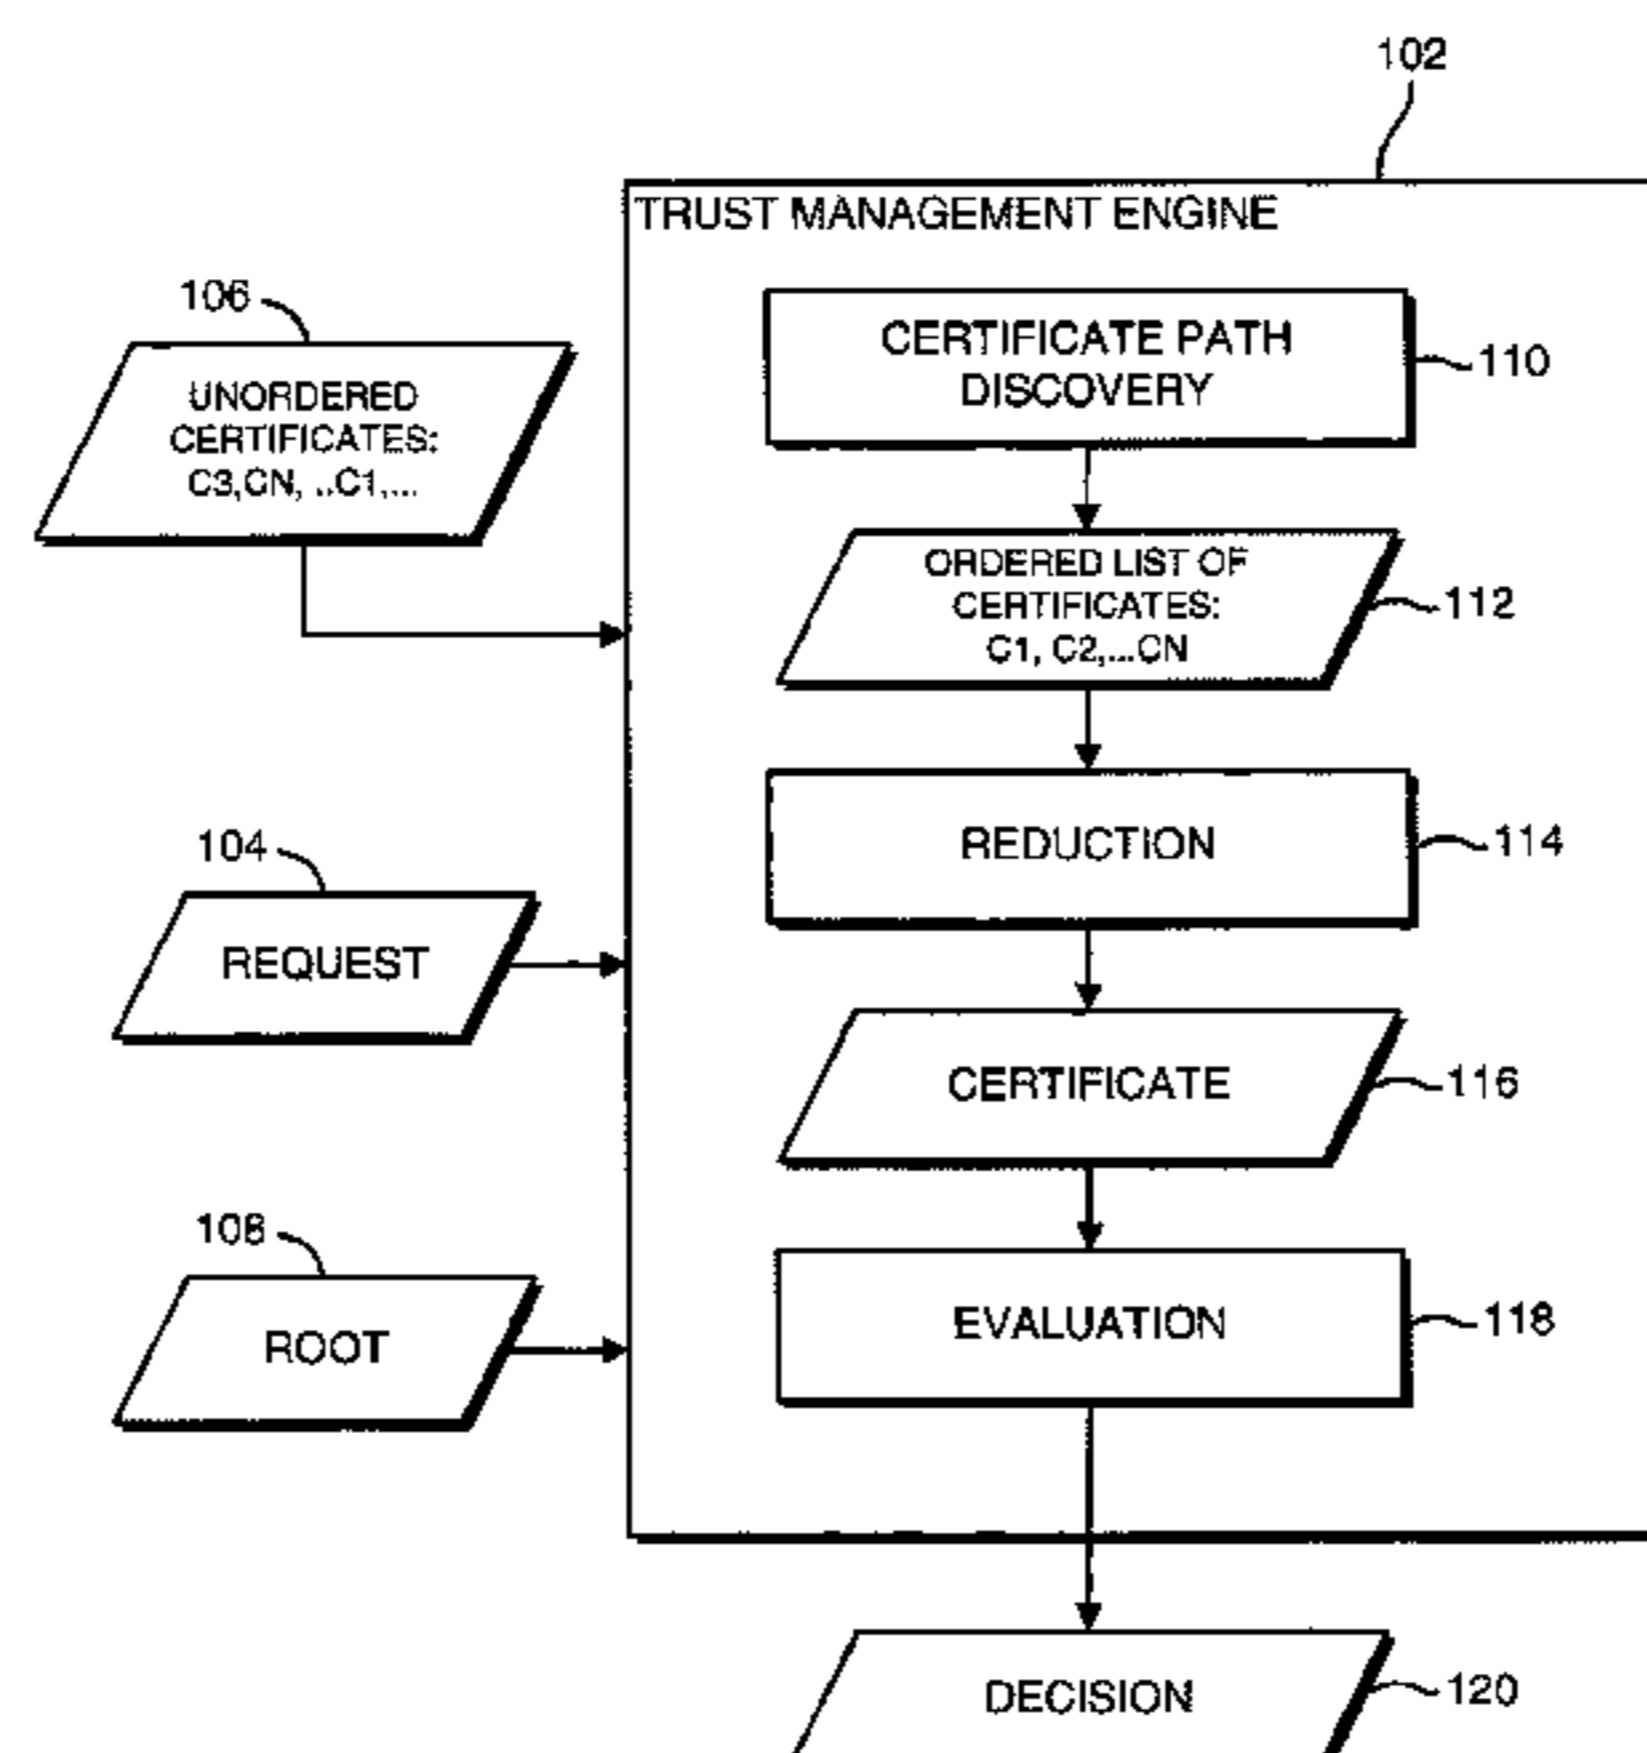 102
TRUST MANAGEMENT ENGINE
106
UNORDERED
CERTIFICATES:
C3,CN, ..C1,...
CERTIFICATE PATH
DISCOVERY
110
ORDERED LIST OF
CERTIFICATES:
C1, C2,...CN
112
104
REQUEST
REDUCTION
114
CERTIFICATE
116
108
ROOT
EVALUATION
118
DECISION
120